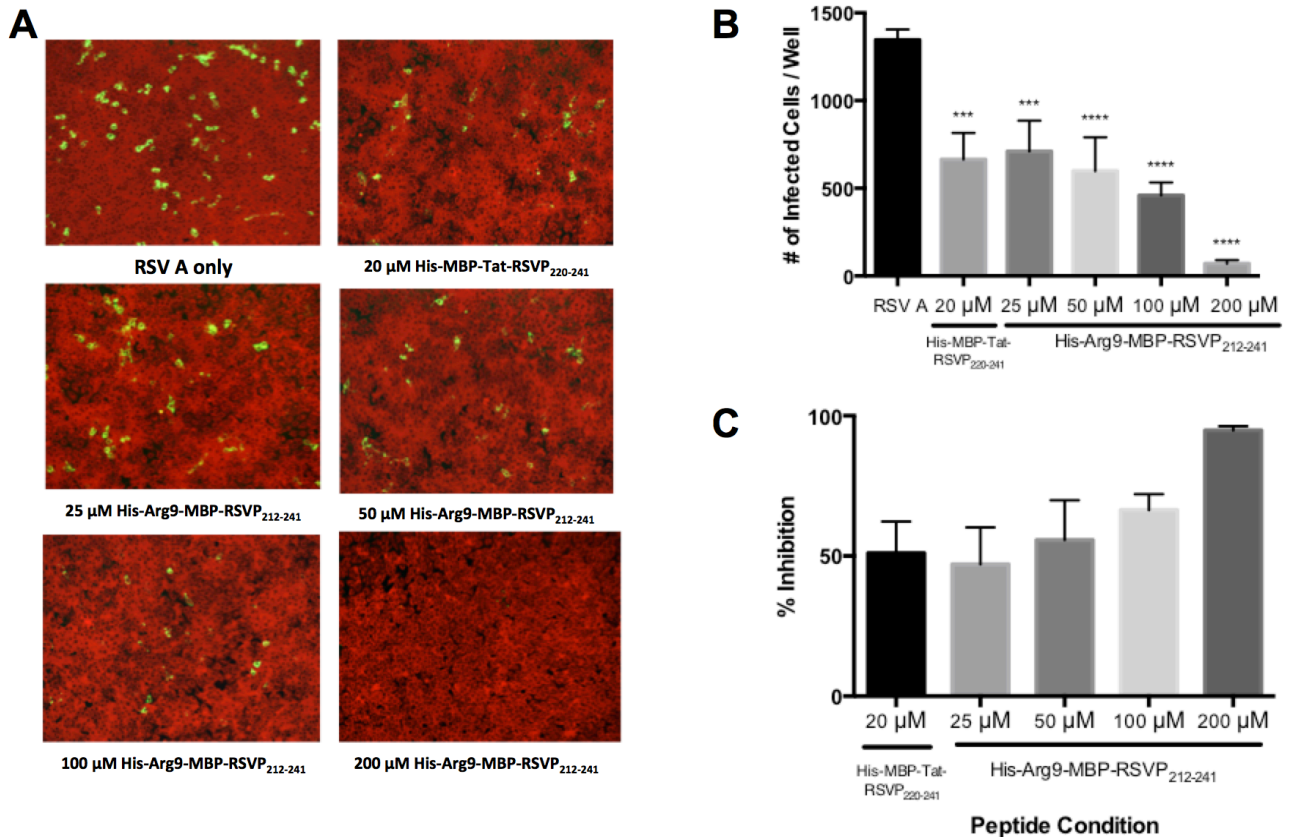 A
RSV A only
20 µM His-MBP-Tat-RSVP220-241
25 µM His-Arg9-MBP-RSVP212-241
50 µM His-Arg9-MBP-RSVP212-241
100 µM His-Arg9-MBP-RSVP212-241
200 µM His-Arg9-MBP-RSVP212-241
B
# of Infected Cells / Well
1500
1000
500
0
***
***
****
****
****
RSV A 20 µM 25 µM 50 µM 100 µM 200 µM
His-MBP-Tat-
RSVP220-241
His-Arg9-MBP-RSVP212-241
C
% Inhibition
100
50
0
20 µM 25 µM 50 µM 100 µM 200 µM
His-MBP-Tat-
RSVP220-241
His-Arg9-MBP-RSVP212-241
Peptide Condition